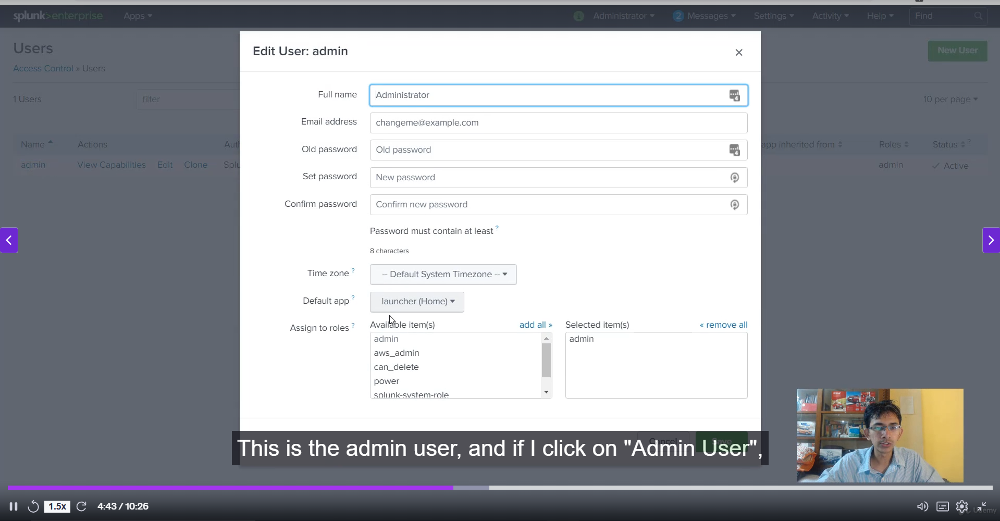 splunk>enterprise Apps Administrator 2 Messages Settings Activity Help Find
Users
New User
Access Control » Users
1 Users filter 10 per page
Name Actions app inherited from Roles Status ?
admin View Capabilities Edit Clone admin Active
Edit User: admin
Full name Administrator
Email address changeme@example.com
Old password Old password
Set password New password
Confirm password Confirm new password
Password must contain at least ?
8 characters
Time zone ? -- Default System Timezone --
Default app ? launcher (Home)
Assign to roles ? Available item(s) add all » Selected item(s) « remove all
admin admin
aws_admin
can_delete
power
splunk-system-role
Cancel Save
This is the admin user, and if I click on "Admin User",
1.5x 4:43 / 10:26
Udemy